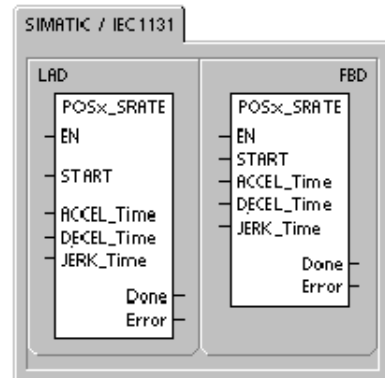 SIMATIC / IEC 1131
LAD
POSx_SRATE
EN
START
ACCEL_Time
DECEL_Time
JERK_Time
Done
Error
FBD
POSx_SRATE
EN
START
ACCEL_Time
DECEL_Time
JERK_Time
Done
Error